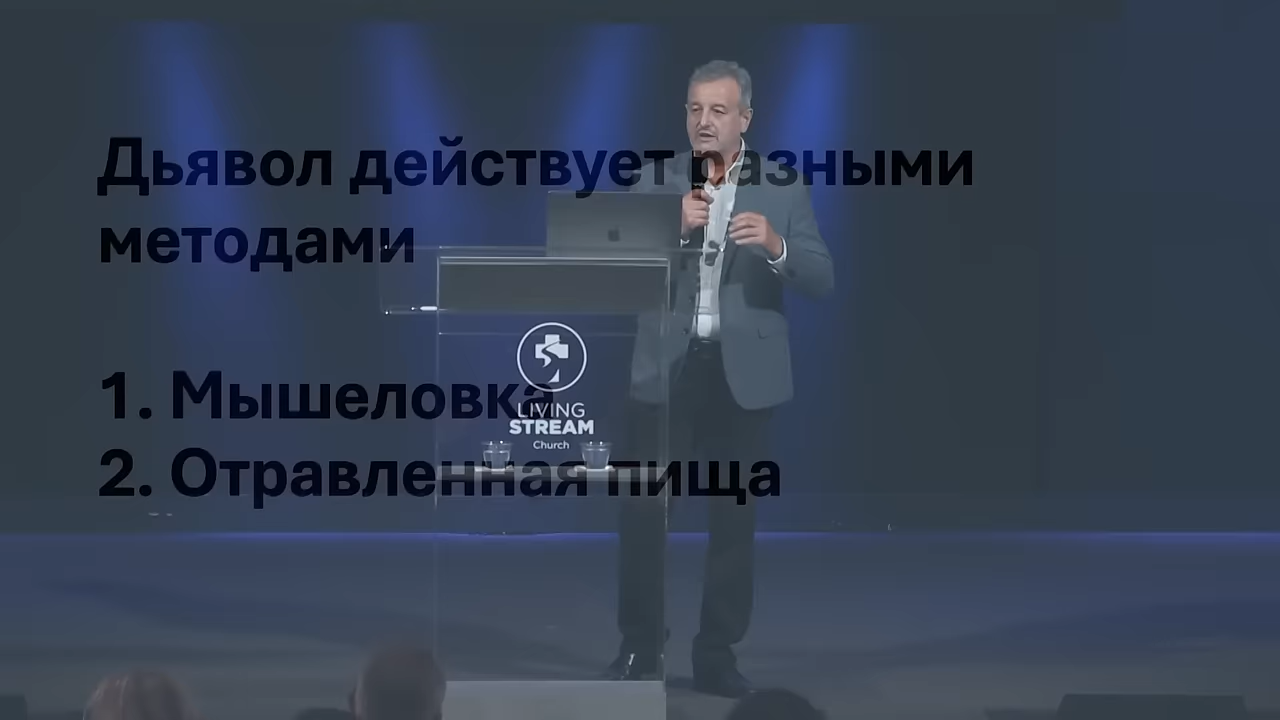 Дьявол действует разными
методами
1. Мышеловка
2. Отравленная пища
LIVING
STREAM
Church